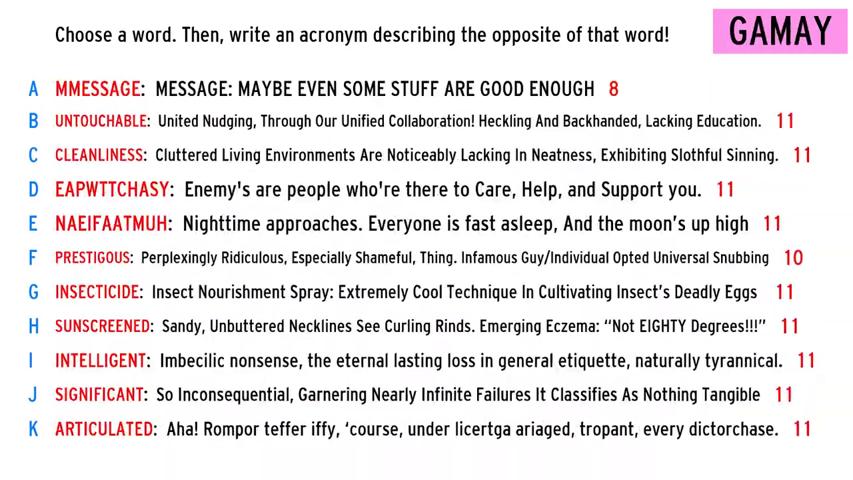 Choose a word. Then, write an acronym describing the opposite of that word!
GAMAY
A MMESSAGE: MESSAGE: MAYBE EVEN SOME STUFF ARE GOOD ENOUGH 8
B UNTOUCHABLE: United Nudging, Through Our Unified Collaboration! Heckling And Backhanded, Lacking Education. 11
C CLEANLINESS: Cluttered Living Environments Are Noticeably Lacking In Neatness, Exhibiting Slothful Sinning. 11
D EAPWTTCHASY: Enemy's are people who're there to Care, Help, and Support you. 11
E NAEIFAATMUH: Nighttime approaches. Everyone is fast asleep, And the moon's up high 11
F PRESTIGOUS: Perplexingly Ridiculous, Especially Shameful, Thing. Infamous Guy/Individual Opted Universal Snubbing 10
G INSECTICIDE: Insect Nourishment Spray: Extremely Cool Technique In Cultivating Insect's Deadly Eggs 11
H SUNSCREENED: Sandy, Unbuttered Necklines See Curling Rinds. Emerging Eczema: “Not EIGHTY Degrees!!!” 11
I INTELLIGENT: Imbecilic nonsense, the eternal lasting loss in general etiquette, naturally tyrannical. 11
J SIGNIFICANT: So Inconsequential, Garnering Nearly Infinite Failures It Classifies As Nothing Tangible 11
K ARTICULATED: Aha! Rompor teffer iffy, ‘course, under licertga ariaged, tropant, every dictorchase. 11